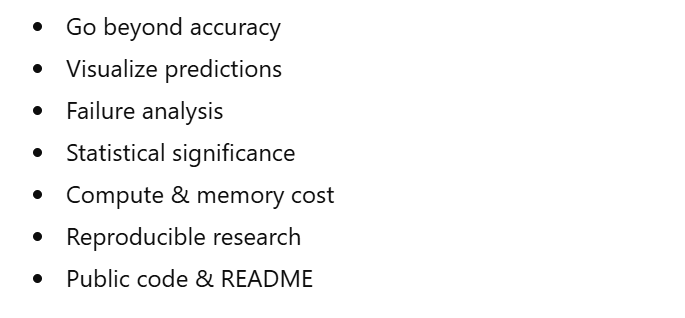 • Go beyond accuracy
• Visualize predictions
• Failure analysis
• Statistical significance
• Compute & memory cost
• Reproducible research
• Public code & README